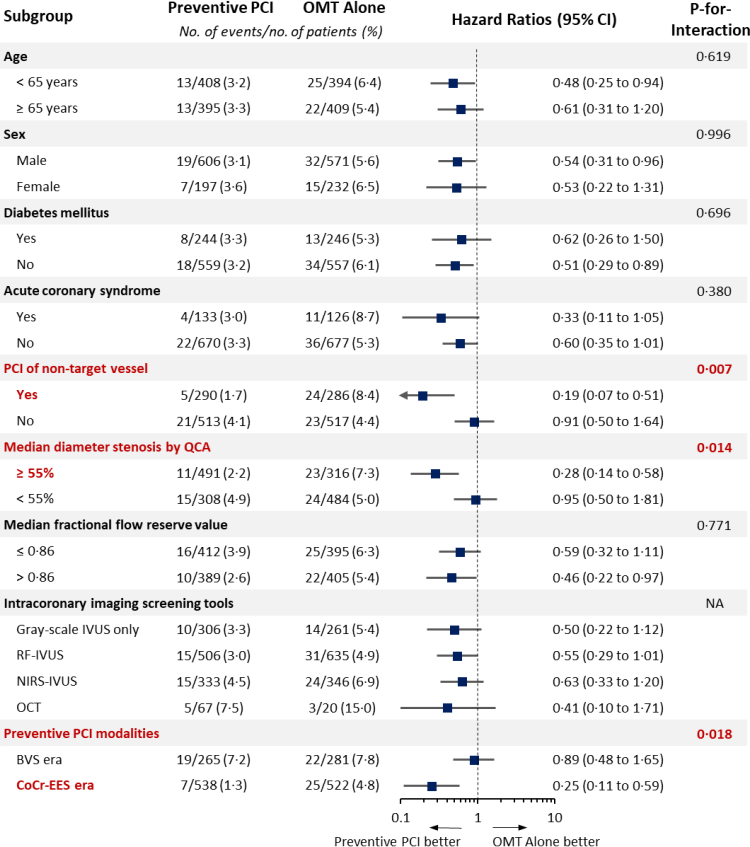 Subgroup Preventive PCI OMT Alone Hazard Ratios (95% CI) P-for-Interaction
No. of events/no. of patients (%)
Age 0·619
< 65 years 13/408 (3·2) 25/394 (6·4) 0·48 (0·25 to 0·94)
≥ 65 years 13/395 (3·3) 22/409 (5·4) 0·61 (0·31 to 1·20)
Sex 0·996
Male 19/606 (3·1) 32/571 (5·6) 0·54 (0·31 to 0·96)
Female 7/197 (3·6) 15/232 (6·5) 0·53 (0·22 to 1·31)
Diabetes mellitus 0·696
Yes 8/244 (3·3) 13/246 (5·3) 0·62 (0·26 to 1·50)
No 18/559 (3·2) 34/557 (6·1) 0·51 (0·29 to 0·89)
Acute coronary syndrome 0·380
Yes 4/133 (3·0) 11/126 (8·7) 0·33 (0·11 to 1·05)
No 22/670 (3·3) 36/677 (5·3) 0·60 (0·35 to 1·01)
PCI of non-target vessel 0·007
Yes 5/290 (1·7) 24/286 (8·4) 0·19 (0·07 to 0·51)
No 21/513 (4·1) 23/517 (4·4) 0·91 (0·50 to 1·64)
Median diameter stenosis by QCA 0·014
≥ 55% 11/491 (2·2) 23/316 (7·3) 0·28 (0·14 to 0·58)
< 55% 15/308 (4·9) 24/484 (5·0) 0·95 (0·50 to 1·81)
Median fractional flow reserve value 0·771
≤ 0·86 16/412 (3·9) 25/395 (6·3) 0·59 (0·32 to 1·11)
> 0·86 10/389 (2·6) 22/405 (5·4) 0·46 (0·22 to 0·97)
Intracoronary imaging screening tools NA
Gray-scale IVUS only 10/306 (3·3) 14/261 (5·4) 0·50 (0·22 to 1·12)
RF-IVUS 15/506 (3·0) 31/635 (4·9) 0·55 (0·29 to 1·01)
NIRS-IVUS 15/333 (4·5) 24/346 (6·9) 0·63 (0·33 to 1·20)
OCT 5/67 (7·5) 3/20 (15·0) 0·41 (0·10 to 1·71)
Preventive PCI modalities 0·018
BVS era 19/265 (7·2) 22/281 (7·8) 0·89 (0·48 to 1·65)
CoCr-EES era 7/538 (1·3) 25/522 (4·8) 0·25 (0·11 to 0·59)
0.1 1 10
Preventive PCI better OMT Alone better